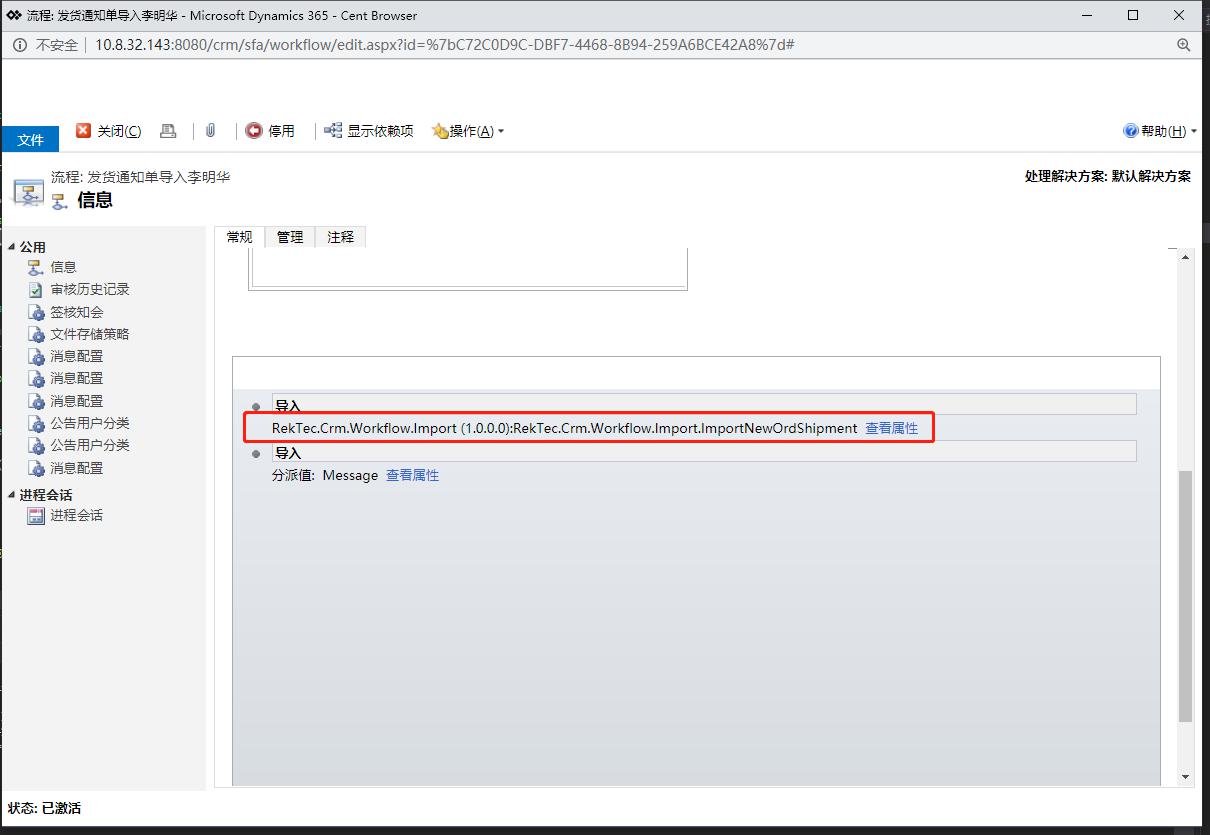 流程: 发货通知单导入李明华 - Microsoft Dynamics 365 - Cent Browser
不安全 | 10.8.32.143:8080/crm/sfa/workflow/edit.aspx?id=%7bC72C0D9C-DBF7-4468-8B94-259A6BCE42A8%7d#
文件 关闭(C) 停用 显示依赖项 操作(A) 帮助(H)
流程: 发货通知单导入李明华
信息
处理解决方案: 默认解决方案
公用
信息
审核历史记录
签核知会
文件存储策略
消息配置
消息配置
消息配置
公告用户分类
公告用户分类
消息配置
进程会话
进程会话
常规 管理 注释
导入
RekTec.Crm.Workflow.Import (1.0.0.0):RekTec.Crm.Workflow.Import.ImportNewOrdShipment 查看属性
导入
分派值: Message 查看属性
状态: 已激活